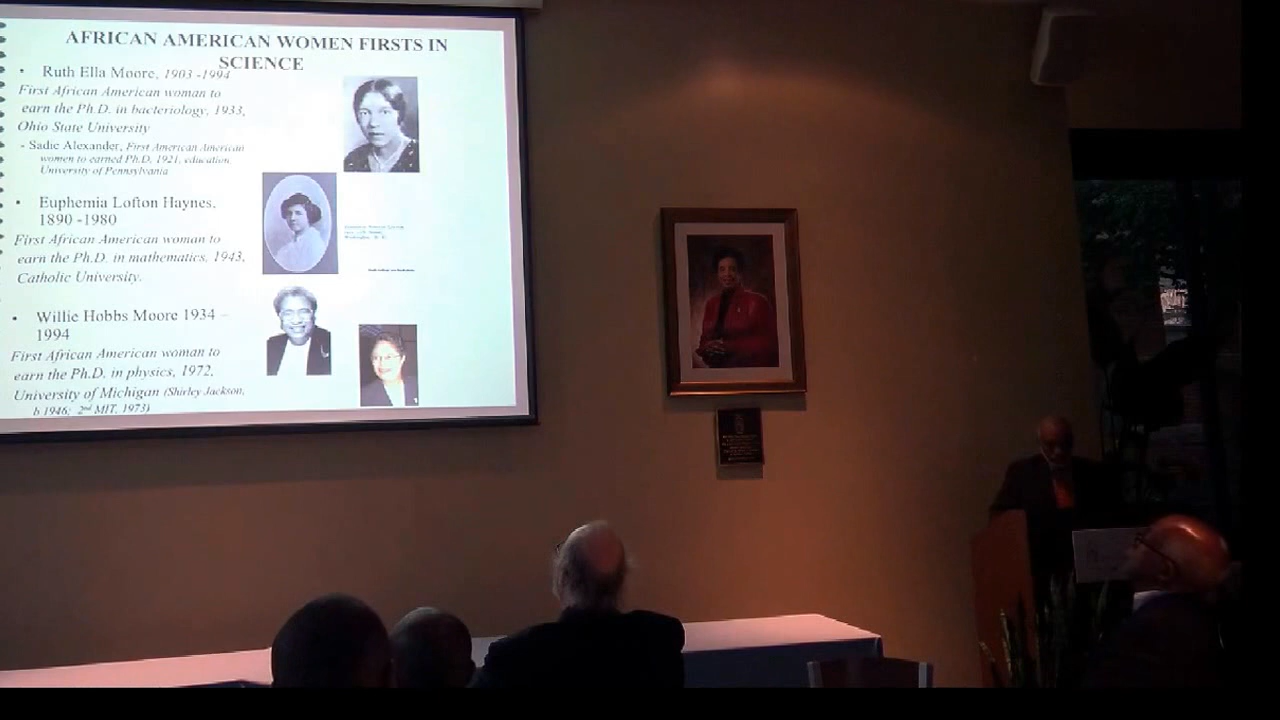 AFRICAN AMERICAN WOMEN FIRSTS IN
SCIENCE
• Ruth Ella Moore, 1903 -1994
First African American woman to
earn the Ph.D. in bacteriology, 1933,
Ohio State University
- Sadie Alexander, First American American
women to earned Ph.D. 1921, education
University of Pennsylvania
• Euphemia Lofton Haynes,
1890 -1980
First African American woman to
earn the Ph.D. in mathematics, 1943,
Catholic University.
• Willie Hobbs Moore 1934 –
1994
First African American woman to
earn the Ph.D. in physics, 1972,
University of Michigan (Shirley Jackson,
b 1946; 2nd MIT, 1973)